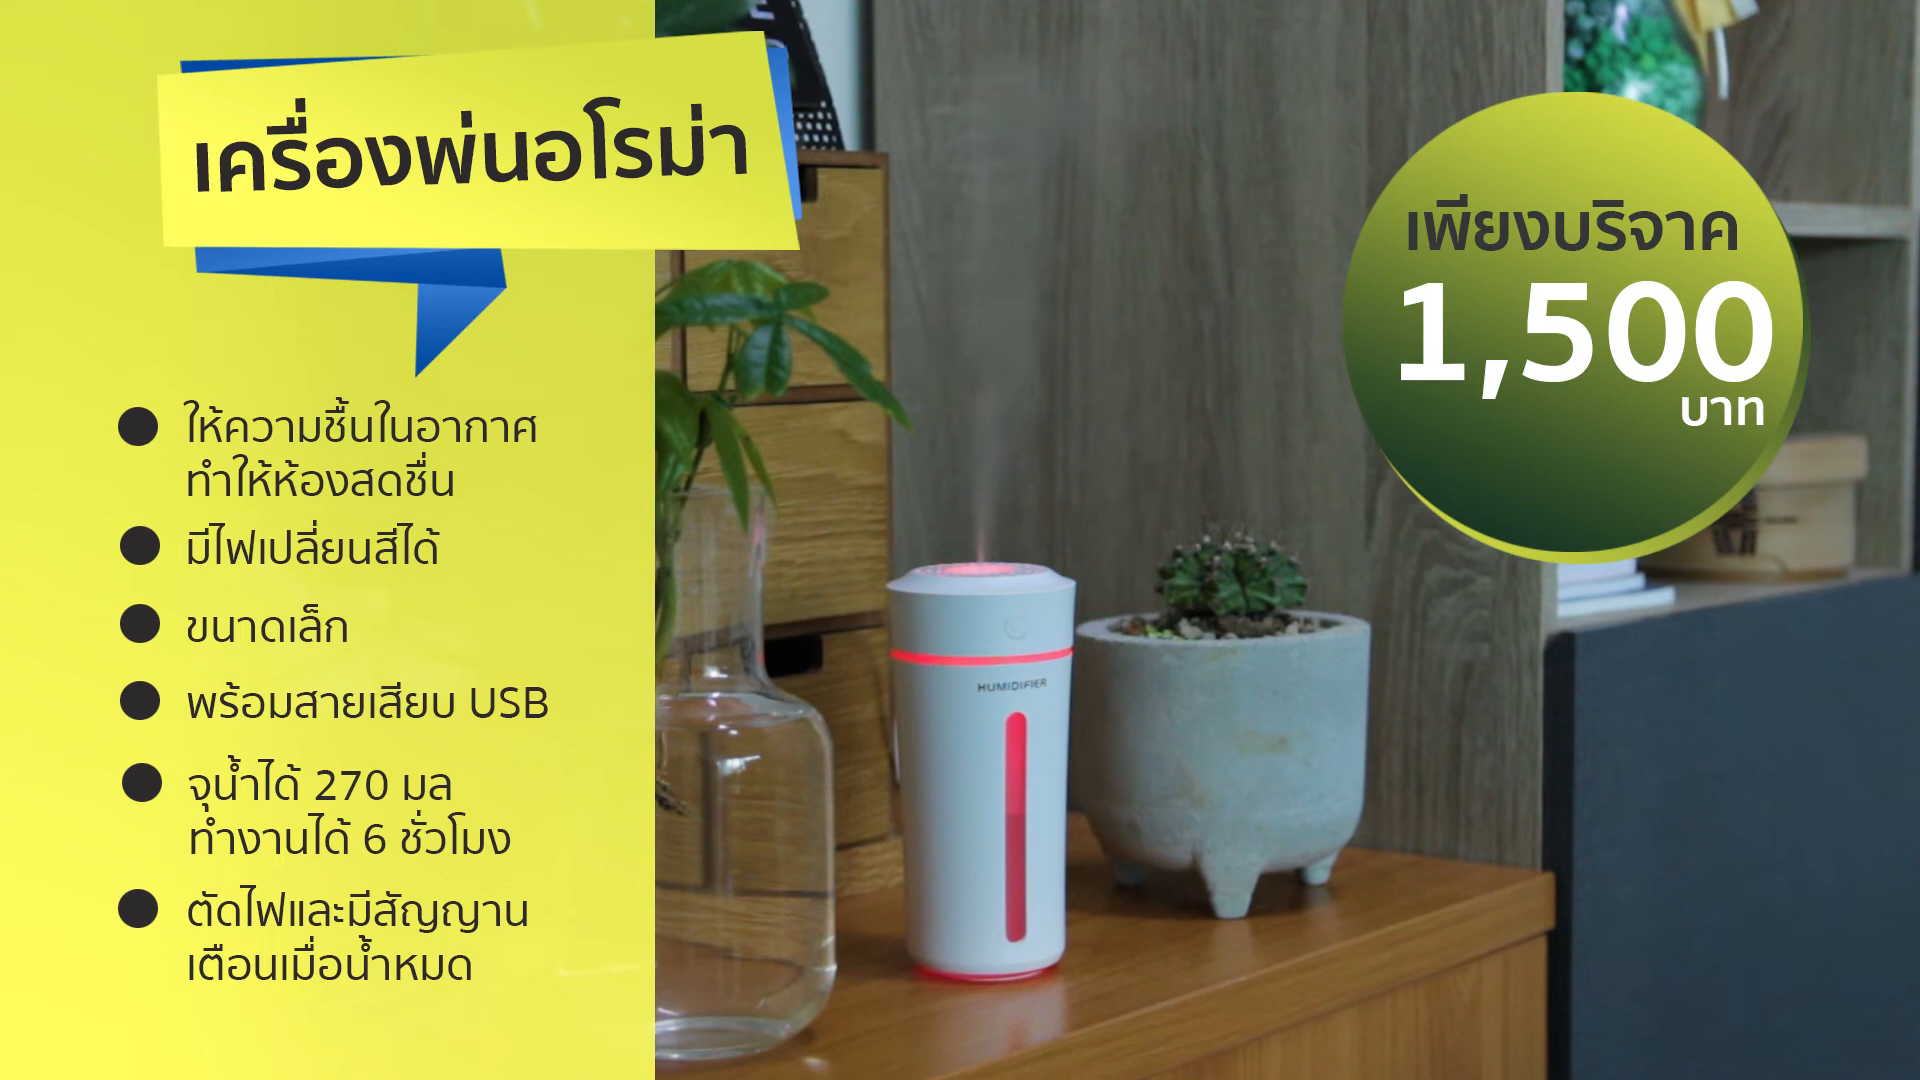 เครื่องพ่นอโรม่า
ให้ความชื้นในอากาศ
ทำให้ห้องสดชื่น
มีไฟเปลี่ยนสีได้
ขนาดเล็ก
พร้อมสายเสียบ USB
จุน้ำได้ 270 มล
ทำงานได้ 6 ชั่วโมง
ตัดไฟและมีสัญญาน
เตือนเมื่อน้ำหมด
เพียงบริจาค
1,500
บาท
HUMIDIFIER